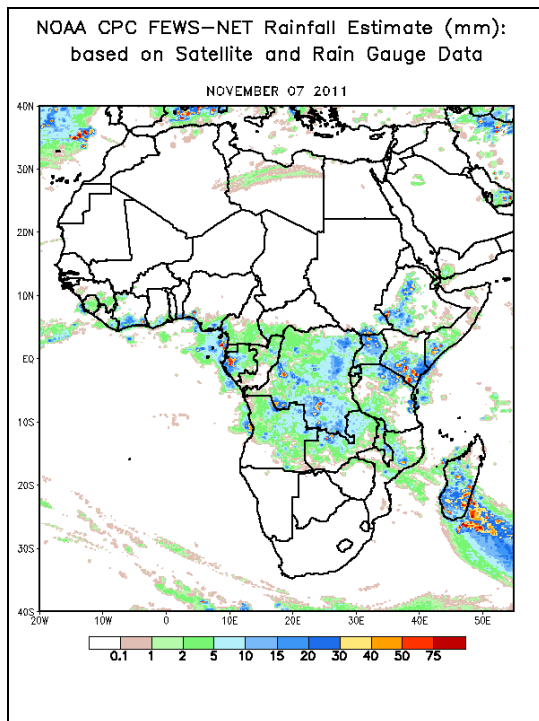 NOAA CPC FEWS-NET Rainfall Estimate (mm):
based on Satellite and Rain Gauge Data
NOVEMBER 07 2011
40N
30N
20N
10N
EQ
10S
20S
30S
40S
20W 10W 0 10E 20E 30E 40E 50E
0.1 1 2 5 10 15 20 30 40 50 75